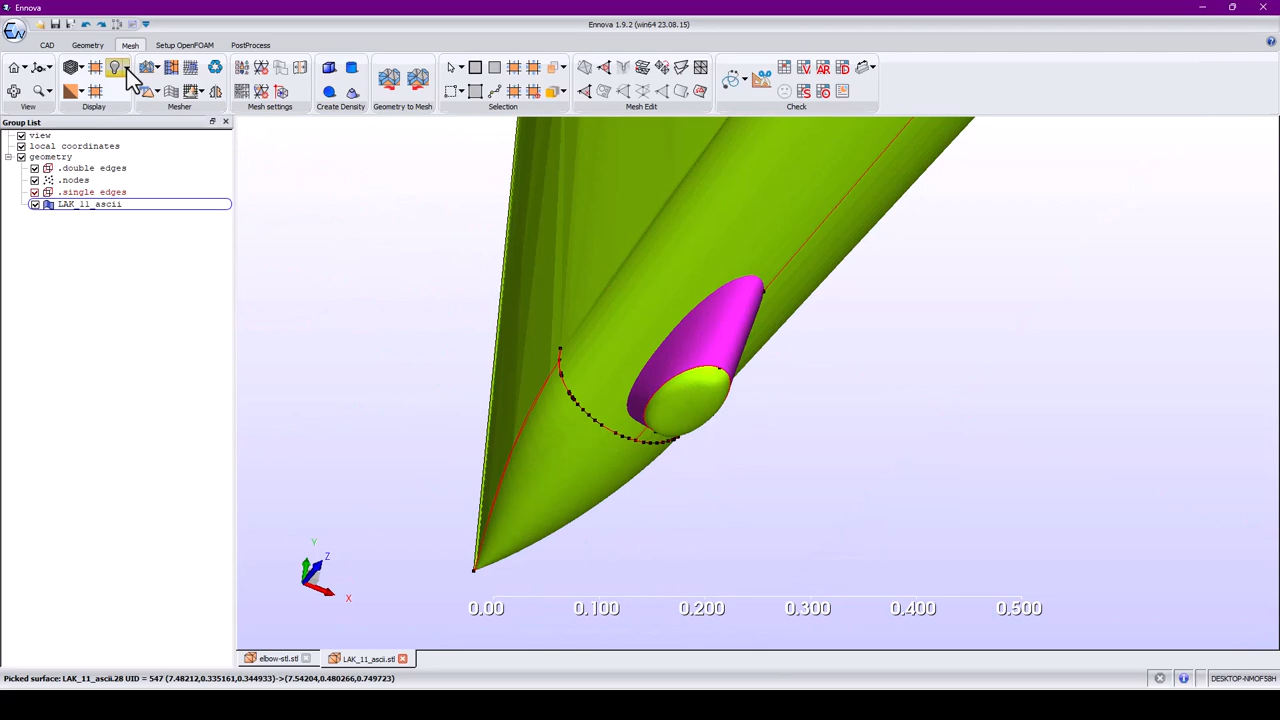 Ennova
Ennova 1.9.2 (win64 23.08.15)
CAD
Geometry
Mesh
Setup OpenFOAM
PostProcess
View
Display
Mesher
Mesh settings
Create Density
Geometry to Mesh
Selection
Mesh Edit
Check
Group List
view
local coordinates
geometry
.double edges
.nodes
.single edges
LAK_11_ascii
Y
Z
X
0.00
0.100
0.200
0.300
0.400
0.500
elbow-stl.stl
LAK_11_ascii.stl
Picked surface: LAK_11_ascii.28 UID = 547 (7.48212,0.335161,0.344933)->(7.54204,0.480266,0.749723)
DESKTOP-NMOF5BH